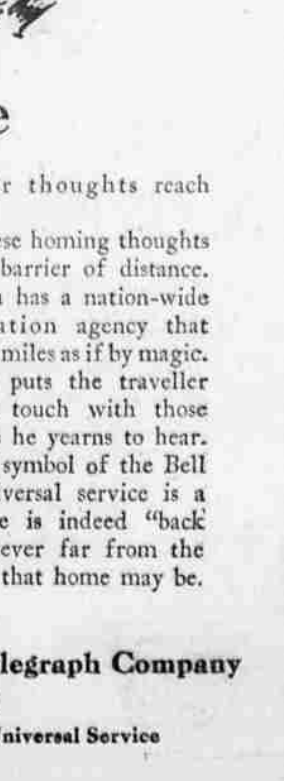 e
r thoughts reach
se homing thoughts
barrier of distance.
has a nation-wide
ation agency that
miles as if by magic.
puts the traveller
touch with those
he yearns to hear.
symbol of the Bell
versal service is a
e is indeed "back
ever far from the
that home may be.
legraph Company
niversal Service